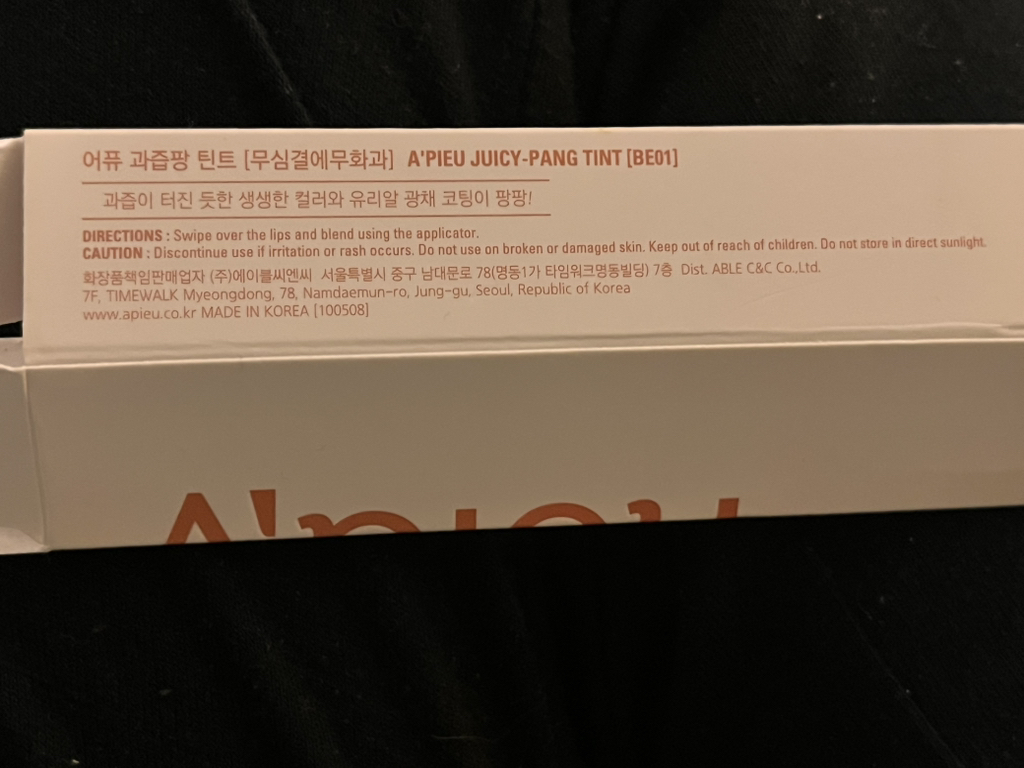 어퓨 과즙팡 틴트 [무심결에무화과] A'PIEU JUICY-PANG TINT [BE01]
과즙이 터진 듯한 생생한 컬러와 유리알 광채 코팅이 팡팡!
DIRECTIONS : Swipe over the lips and blend using the applicator.
CAUTION : Discontinue use if irritation or rash occurs. Do not use on broken or damaged skin. Keep out of reach of children. Do not store in direct sunlight.
화장품책임판매업자 (주)에이블씨엔씨 서울특별시 중구 남대문로 78(명동1가 타임워크명동빌딩) 7층 Dist. ABLE C&C Co.,Ltd.
7F, TIMEWALK Myeongdong, 78, Namdaemun-ro, Jung-gu, Seoul, Republic of Korea
www.apieu.co.kr MADE IN KOREA [100508]
A'PIEU